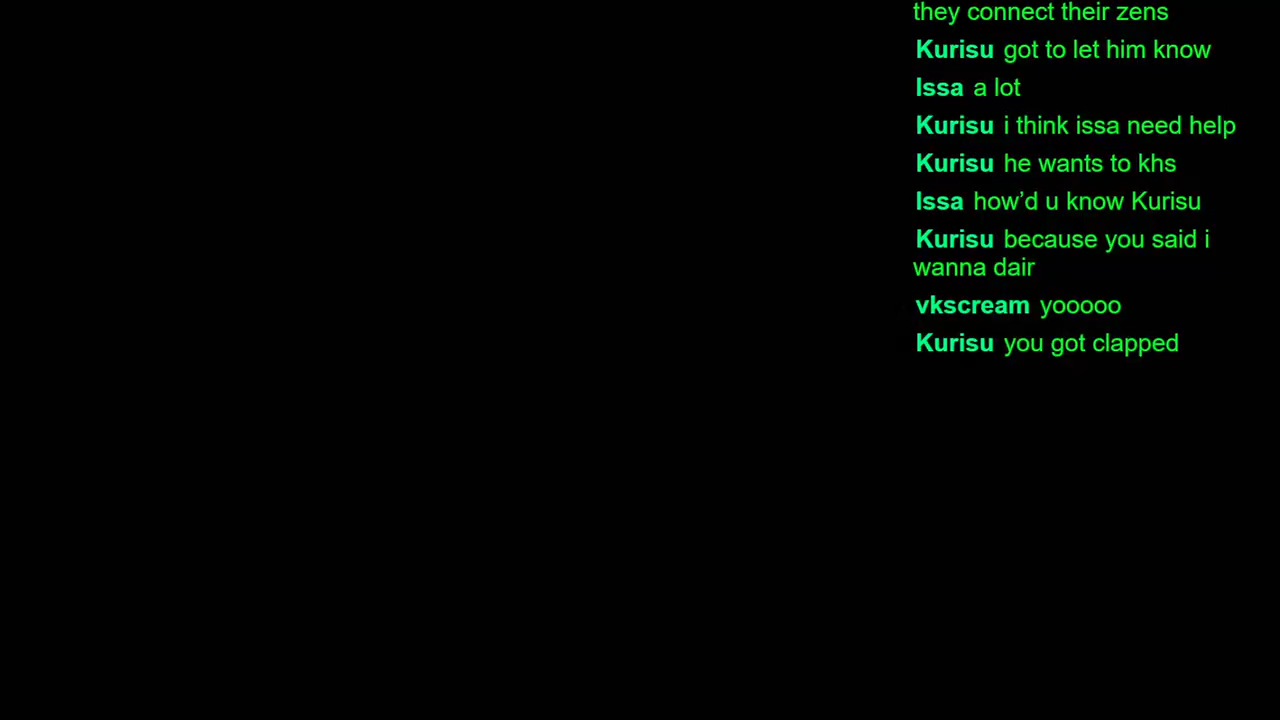 they connect their zens
Kurisu got to let him know
Issa a lot
Kurisu i think issa need help
Kurisu he wants to khs
Issa how’d u know Kurisu
Kurisu because you said i
wanna dair
vkscream yooooo
Kurisu you got clapped